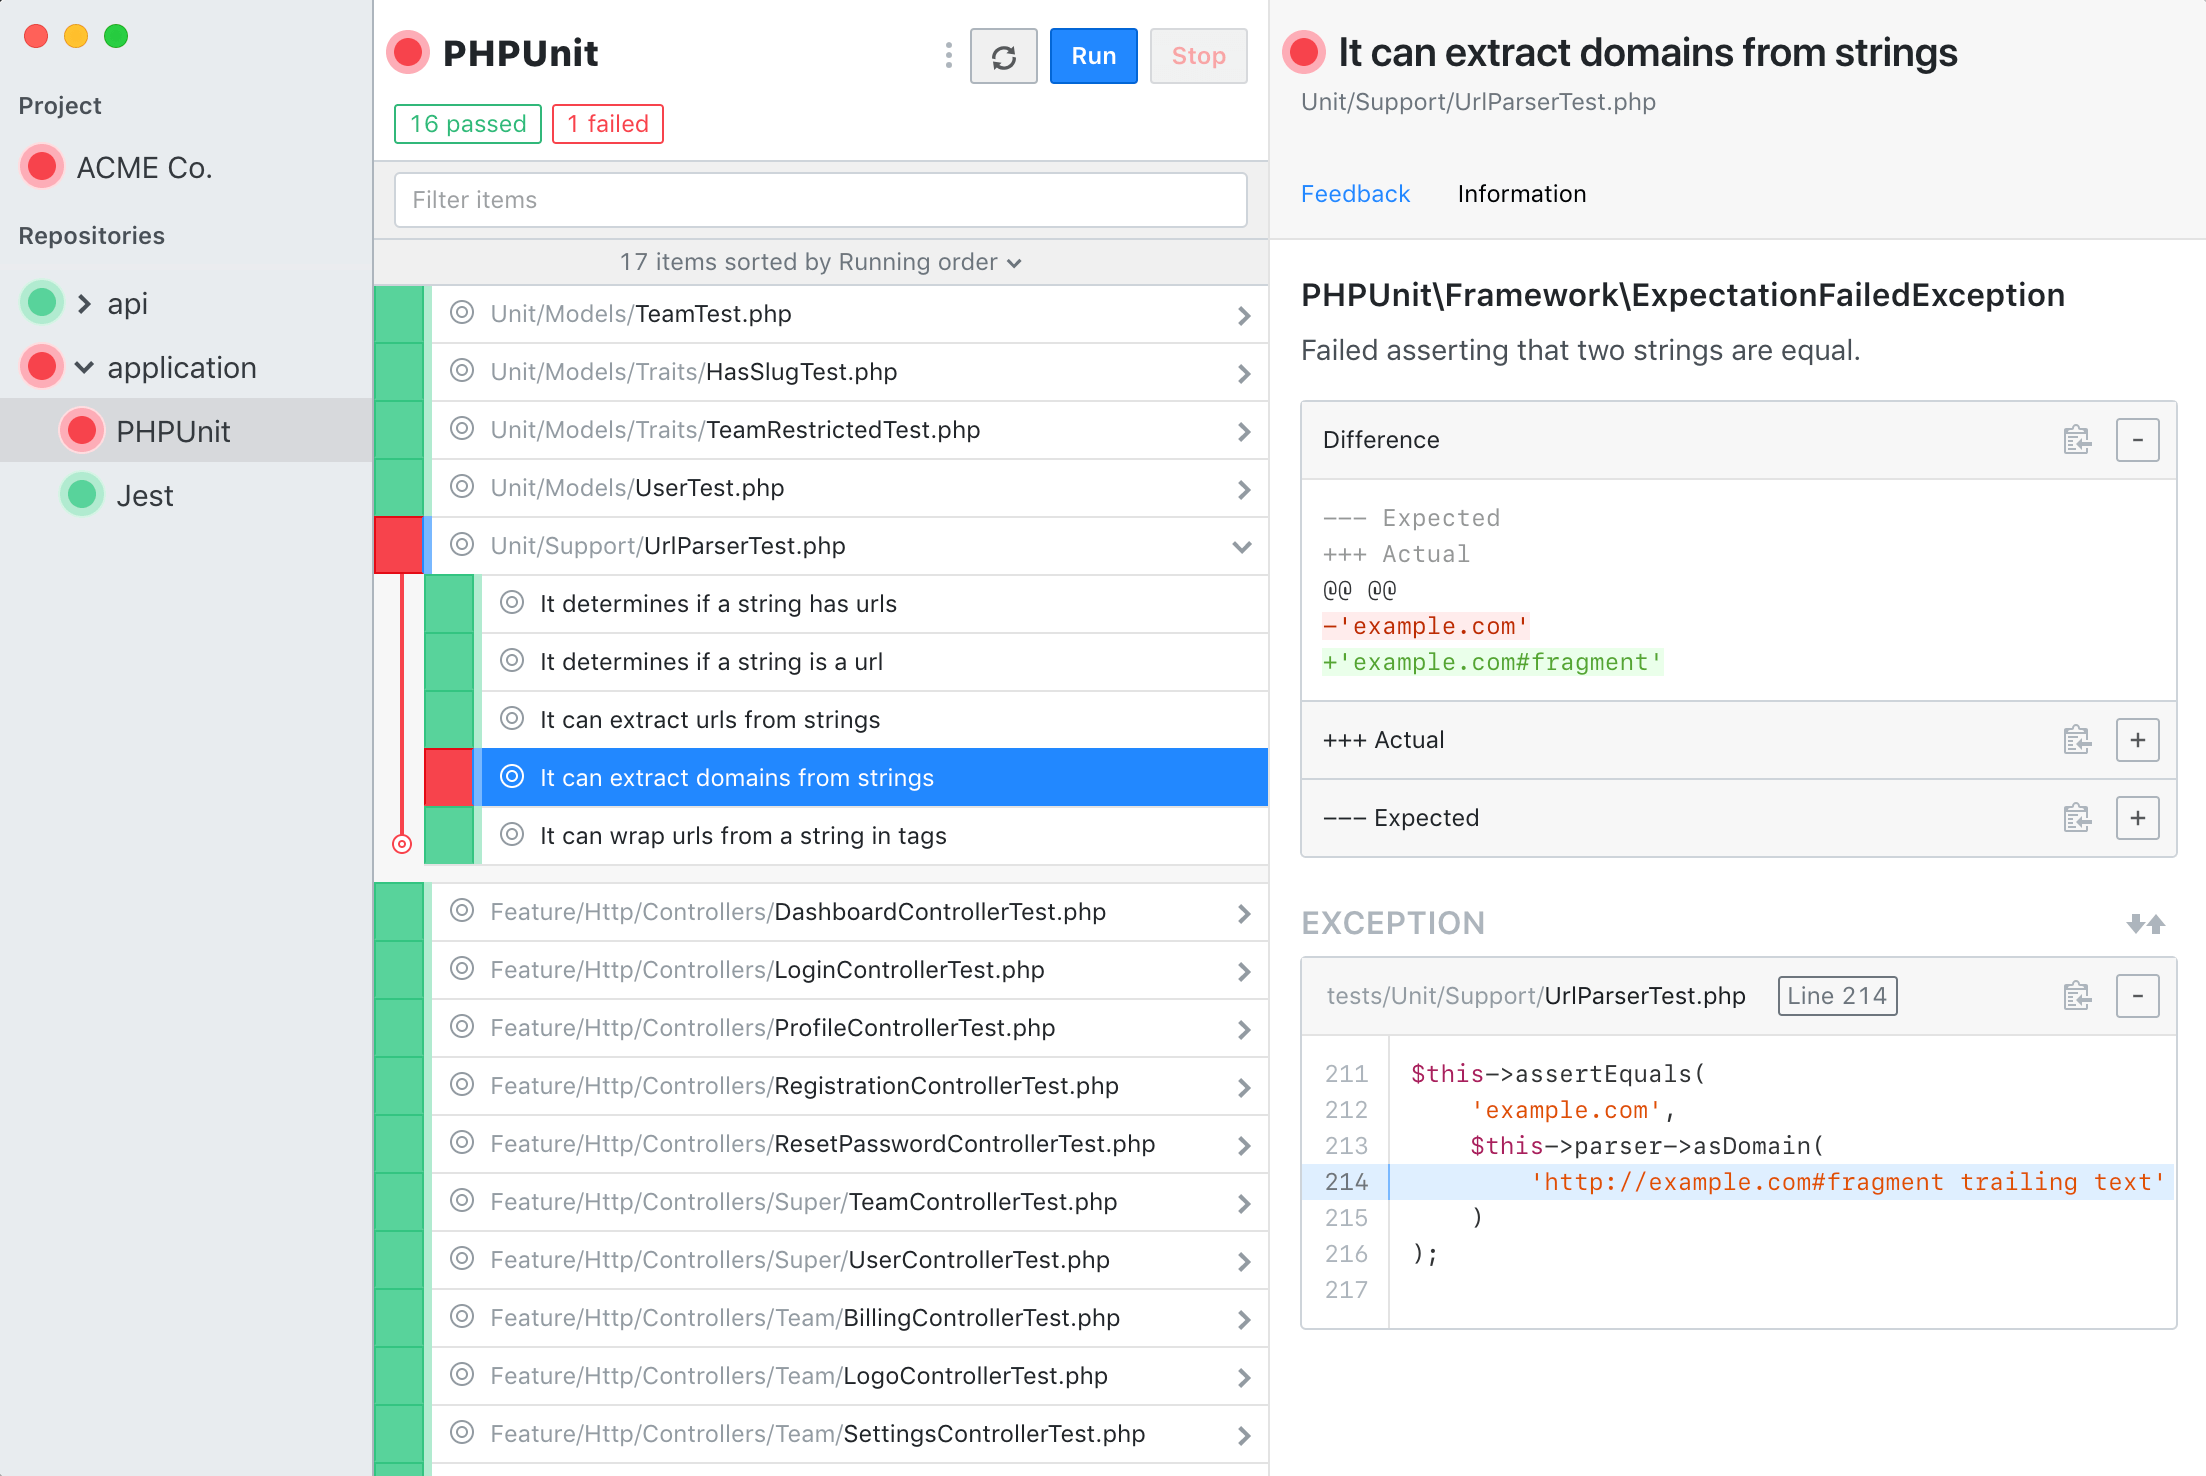 Project
ACME Co.
Repositories
api
application
PHPUnit
Jest
PHPUnit
Run
Stop
16 passed
1 failed
Filter items
17 items sorted by Running order
Unit/Models/TeamTest.php
Unit/Models/Traits/HasSlugTest.php
Unit/Models/Traits/TeamRestrictedTest.php
Unit/Models/UserTest.php
Unit/Support/UrlParserTest.php
It determines if a string has urls
It determines if a string is a url
It can extract urls from strings
It can extract domains from strings
It can wrap urls from a string in tags
Feature/Http/Controllers/DashboardControllerTest.php
Feature/Http/Controllers/LoginControllerTest.php
Feature/Http/Controllers/ProfileControllerTest.php
Feature/Http/Controllers/RegistrationControllerTest.php
Feature/Http/Controllers/ResetPasswordControllerTest.php
Feature/Http/Controllers/Super/TeamControllerTest.php
Feature/Http/Controllers/Super/UserControllerTest.php
Feature/Http/Controllers/Team/BillingControllerTest.php
Feature/Http/Controllers/Team/LogoControllerTest.php
Feature/Http/Controllers/Team/SettingsControllerTest.php
It can extract domains from strings
Unit/Support/UrlParserTest.php
Feedback Information
PHPUnit\Framework\ExpectationFailedException
Failed asserting that two strings are equal.
Difference
--- Expected
+++ Actual
@@ @@
-'example.com'
+'example.com#fragment'
+++ Actual
--- Expected
EXCEPTION
tests/Unit/Support/UrlParserTest.php Line 214
211 $this->assertEquals(
212 'example.com',
213 $this->parser->asDomain(
214 'http://example.com#fragment trailing text'
215 )
216 );
217